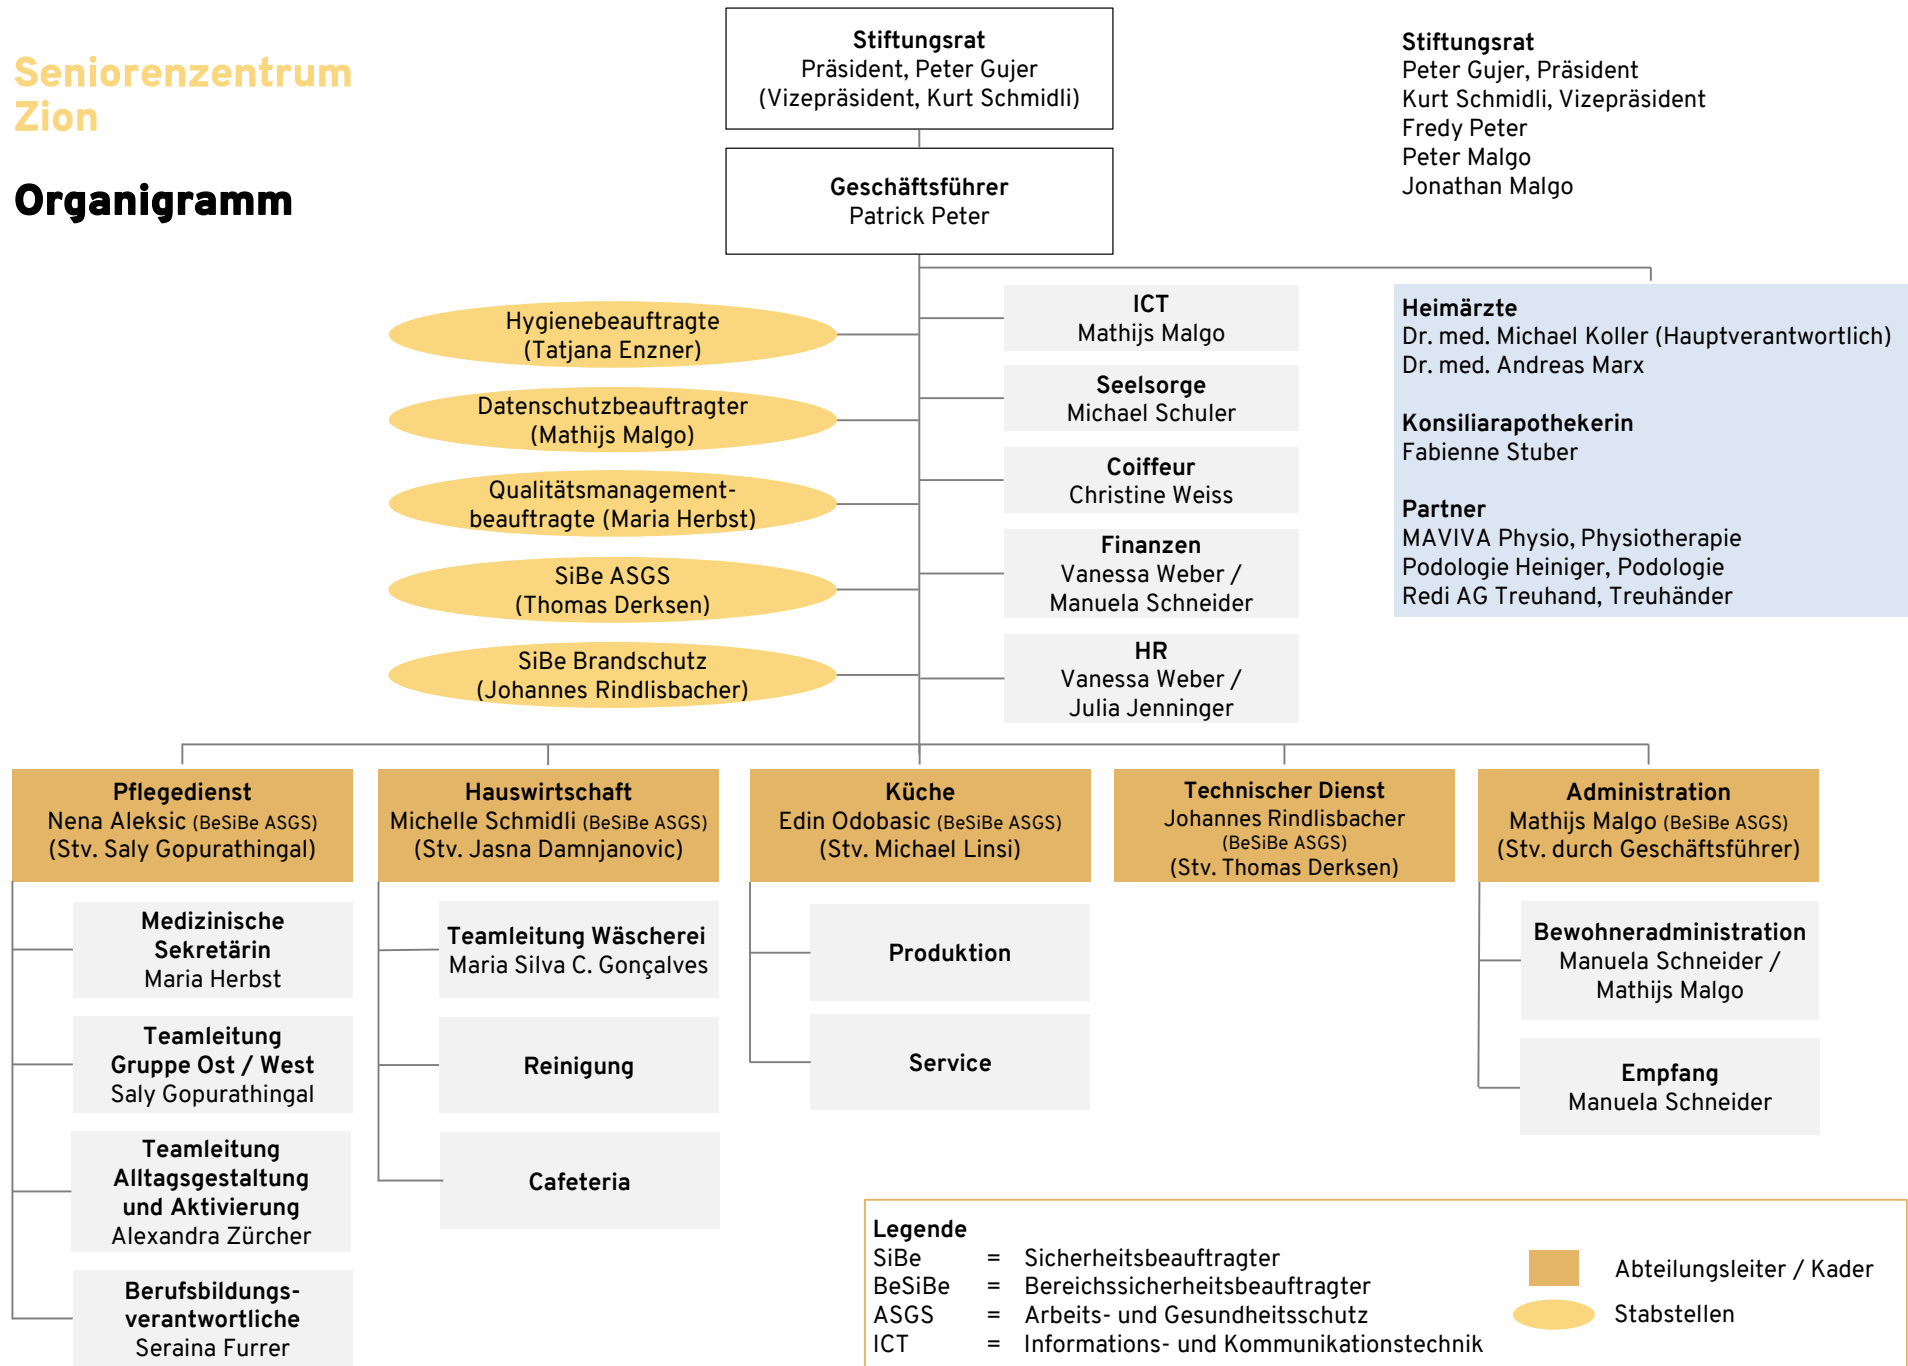 Seniorenzentrum
Zion
Organigramm
Stiftungsrat
Präsident, Peter Gujer
(Vizepräsident, Kurt Schmidli)
Stiftungsrat
Peter Gujer, Präsident
Kurt Schmidli, Vizepräsident
Fredy Peter
Peter Malgo
Jonathan Malgo
Geschäftsführer
Patrick Peter
Hygienebeauftragte
(Tatjana Enzner)
Datenschutzbeauftragter
(Mathijs Malgo)
Qualitätsmanagement-
beauftragte (Maria Herbst)
SiBe ASGS
(Thomas Derksen)
SiBe Brandschutz
(Johannes Rindlisbacher)
ICT
Mathijs Malgo
Seelsorge
Michael Schuler
Coiffeur
Christine Weiss
Finanzen
Vanessa Weber /
Manuela Schneider
HR
Vanessa Weber /
Julia Jenninger
Heimärzte
Dr. med. Michael Koller (Hauptverantwortlich)
Dr. med. Andreas Marx
Konsiliarapothekerin
Fabienne Stuber
Partner
MAVIVA Physio, Physiotherapie
Podologie Heiniger, Podologie
Redi AG Treuhand, Treuhänder
Pflegedienst
Nena Aleksic (BeSiBe ASGS)
(Stv. Saly Gopurathingal)
Medizinische
Sekretärin
Maria Herbst
Teamleitung
Gruppe Ost / West
Saly Gopurathingal
Teamleitung
Alltagsgestaltung
und Aktivierung
Alexandra Zürcher
Berufsbildungs-
verantwortliche
Seraina Furrer
Hauswirtschaft
Michelle Schmidli (BeSiBe ASGS)
(Stv. Jasna Damnjanovic)
Teamleitung Wäscherei
Maria Silva C. Gonçalves
Reinigung
Cafeteria
Küche
Edin Odobasic (BeSiBe ASGS)
(Stv. Michael Linsi)
Produktion
Service
Technischer Dienst
Johannes Rindlisbacher
(BeSiBe ASGS)
(Stv. Thomas Derksen)
Administration
Mathijs Malgo (BeSiBe ASGS)
(Stv. durch Geschäftsführer)
Bewohneradministration
Manuela Schneider /
Mathijs Malgo
Empfang
Manuela Schneider
Legende
SiBe = Sicherheitsbeauftragter
BeSiBe = Bereichssicherheitsbeauftragter
ASGS = Arbeits- und Gesundheitsschutz
ICT = Informations- und Kommunikationstechnik
Abteilungsleiter / Kader
Stabstellen